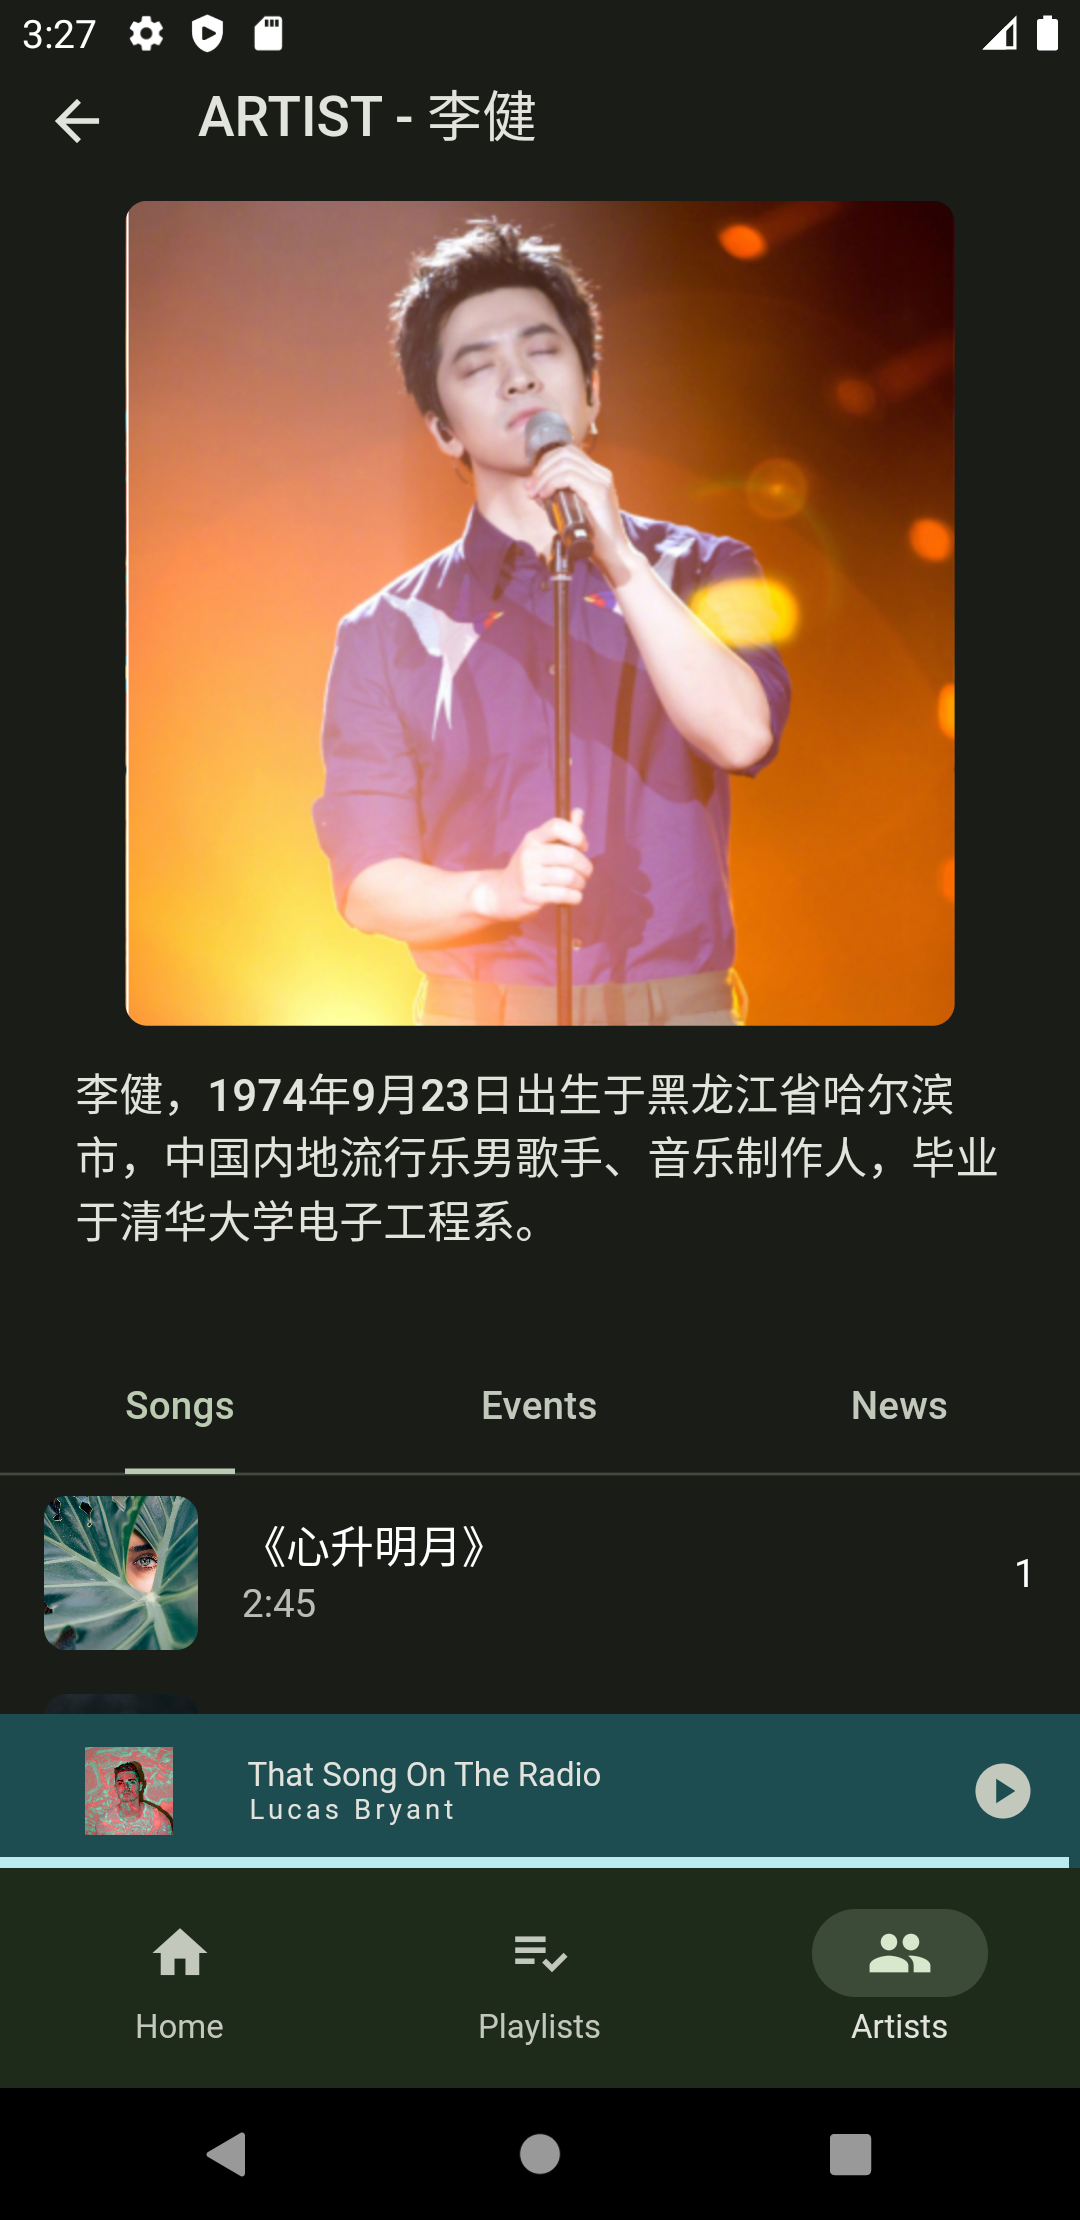 3:27
ARTIST - 李健
李健，1974年9月23日出生于黑龙江省哈尔滨
市，中国内地流行乐男歌手、音乐制作人，毕业
于清华大学电子工程系。
Songs Events News
《心升明月》
2:45
1
That Song On The Radio
Lucas Bryant
Home Playlists Artists